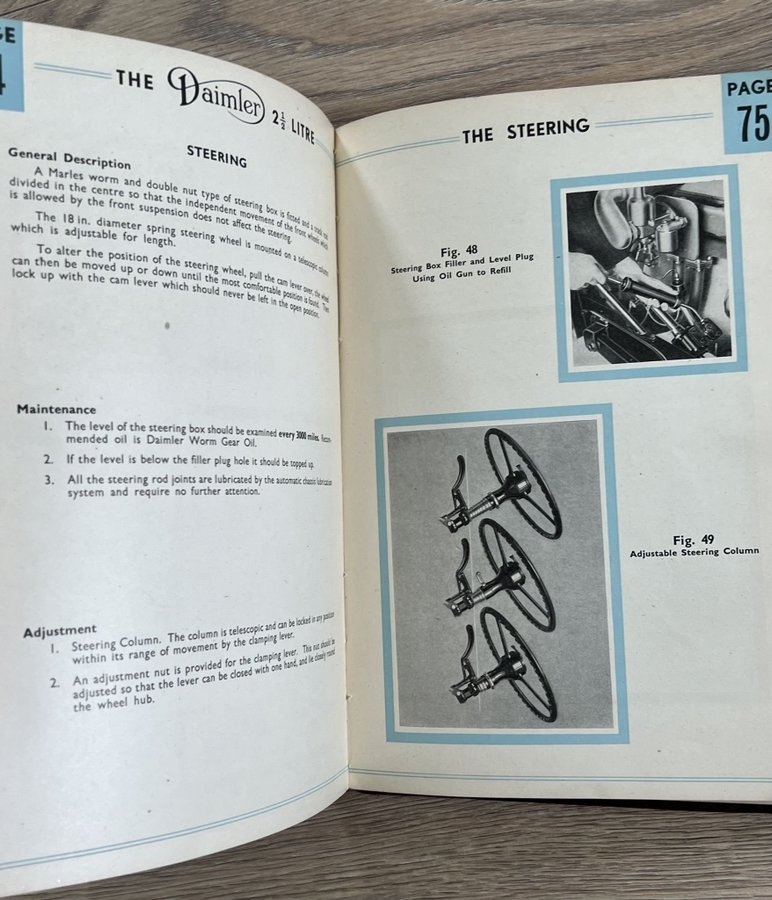 GE
4
THE Daimler 2½ LITRE
STEERING
General Description
A Marles worm and double nut type of steering box is fitted and a track rod
divided in the centre so that the independent movement of the front wheels which
is allowed by the front suspension does not affect the steering.
The 18 in. diameter spring steering wheel is mounted on a telescopic column
which is adjustable for length.
To alter the position of the steering wheel, pull the cam lever over, the wheel
can then be moved up or down until the most comfortable position is found. Then
lock up with the cam lever which should never be left in the open position.
Maintenance
1. The level of the steering box should be examined every 3000 miles. Recom-
mended oil is Daimler Worm Gear Oil.
2. If the level is below the filler plug hole it should be topped up.
3. All the steering rod joints are lubricated by the automatic chassis lubrication
system and require no further attention.
Adjustment
1. Steering Column. The column is telescopic and can be locked in any position
within its range of movement by the clamping lever.
2. An adjustment nut is provided for the clamping lever. This nut should be
adjusted so that the lever can be closed with one hand, and lie closely round
the wheel hub.
THE STEERING
PAGE
75
Fig. 48
Steering Box Filler and Level Plug
Using Oil Gun to Refill
Fig. 49
Adjustable Steering Column